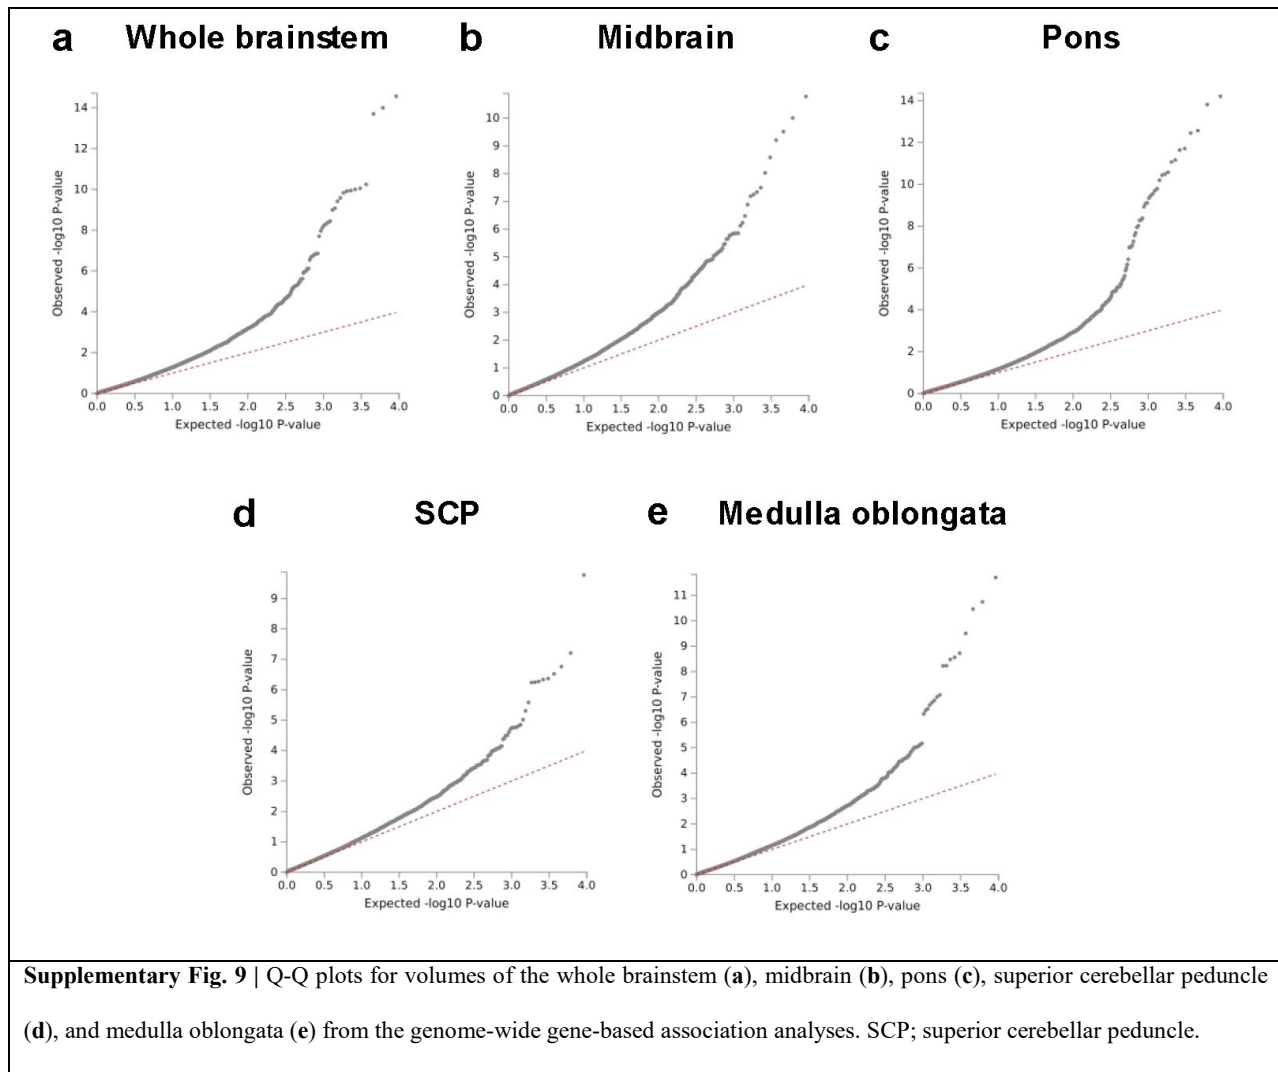 a Whole brainstem b Midbrain c Pons
14
12
10
8
6
4
2
0
Observed -log10 P-value
0.0 0.5 1.0 1.5 2.0 2.5 3.0 3.5 4.0
Expected -log10 P-value
10
9
8
7
6
5
4
3
2
1
0
Observed -log10 P-value
0.0 0.5 1.0 1.5 2.0 2.5 3.0 3.5 4.0
Expected -log10 P-value
14
12
10
8
6
4
2
0
Observed -log10 P-value
0.0 0.5 1.0 1.5 2.0 2.5 3.0 3.5 4.0
Expected -log10 P-value
d SCP e Medulla oblongata
9
8
7
6
5
4
3
2
1
0
Observed -log10 P-value
0.0 0.5 1.0 1.5 2.0 2.5 3.0 3.5 4.0
Expected -log10 P-value
11
10
9
8
7
6
5
4
3
2
1
0
Observed -log10 P-value
0.0 0.5 1.0 1.5 2.0 2.5 3.0 3.5 4.0
Expected -log10 P-value
Supplementary Fig. 9 | Q-Q plots for volumes of the whole brainstem (a), midbrain (b), pons (c), superior cerebellar peduncle
(d), and medulla oblongata (e) from the genome-wide gene-based association analyses. SCP; superior cerebellar peduncle.